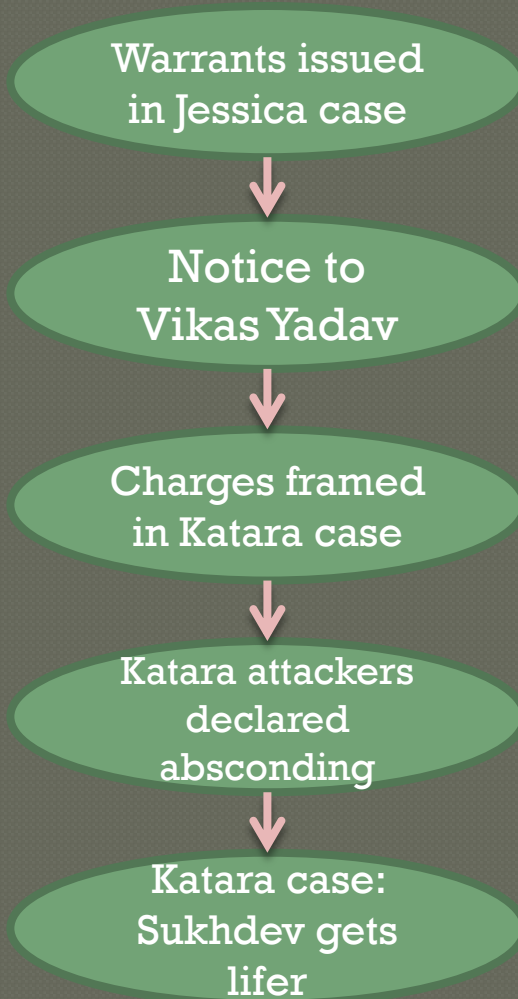 Warrants issued
in Jessica case
Notice to
Vikas Yadav
Charges framed
in Katara case
Katara attackers
declared
absconding
Katara case:
Sukhdev gets
lifer